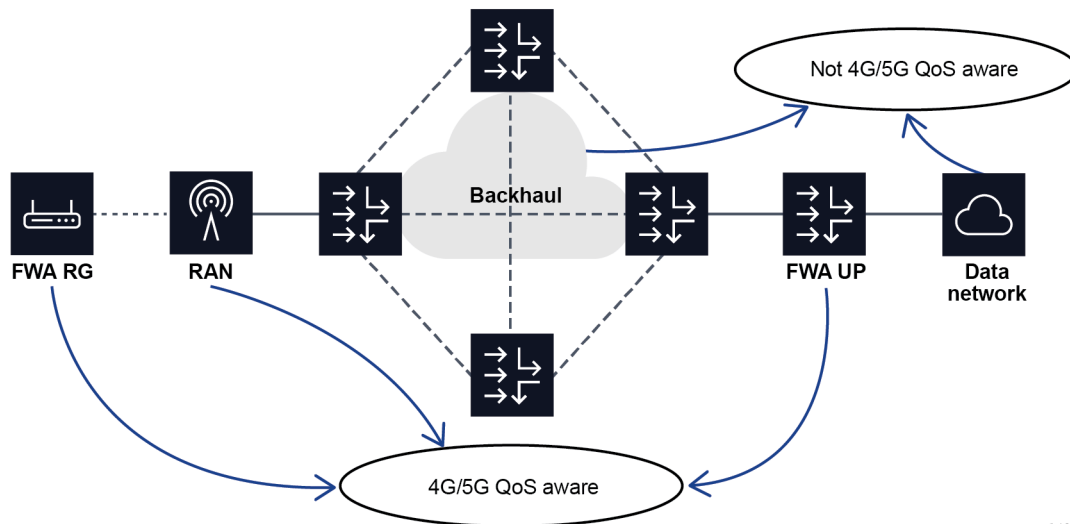 Not 4G/5G QoS aware
Backhaul
FWA RG
RAN
FWA UP
Data
network
4G/5G QoS aware